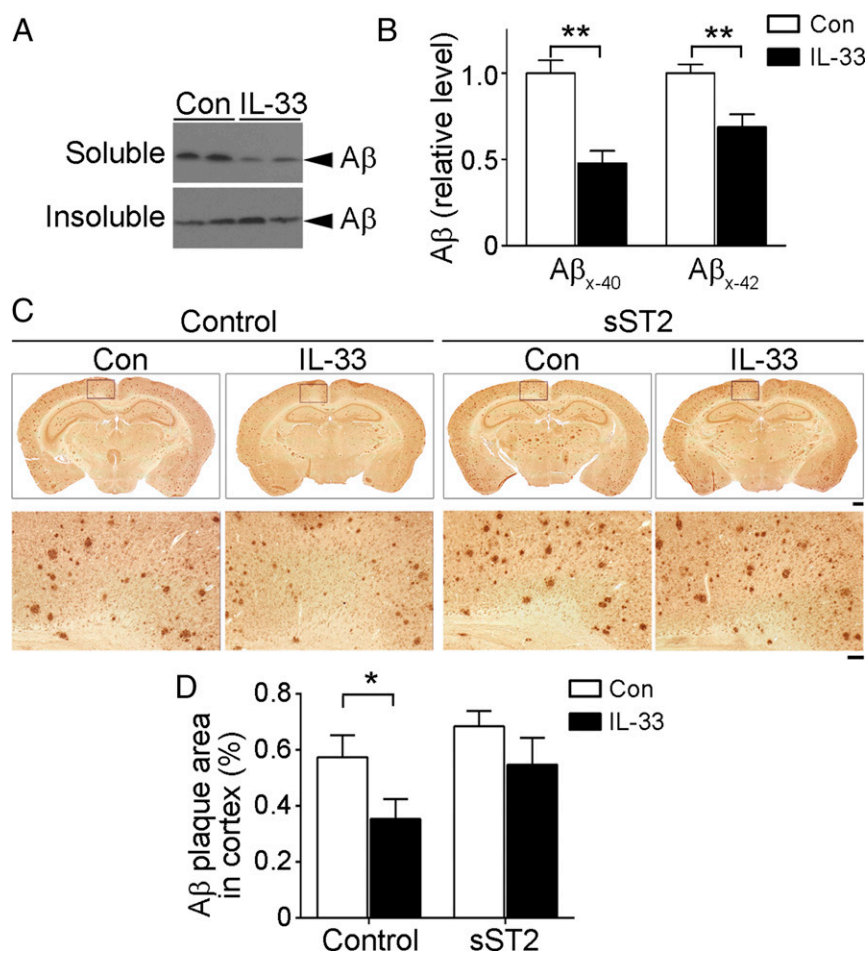 A
Con IL-33
Soluble Aβ
Insoluble Aβ
B
Aβ (relative level)
1.0
0.5
0
** **
Con
IL-33
Aβx-40 Aβx-42
C
Control sST2
Con IL-33 Con IL-33
D
Aβ plaque area
in cortex (%)
0.8
0.6
0.4
0.2
0
*
Con
IL-33
Control sST2